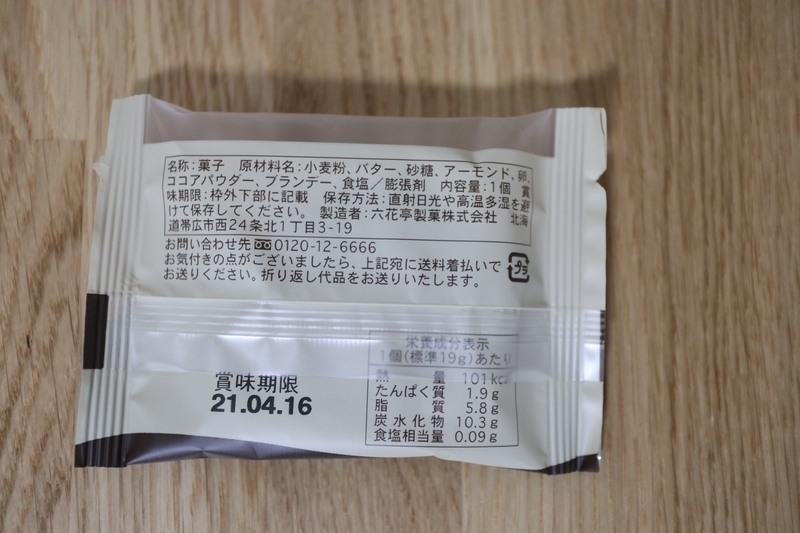 名称：菓子　原材料名：小麦粉、バター、砂糖、アーモンド、卵、
ココアパウダー、ブランデー、食塩／膨張剤　内容量：1個　賞
味期限：枠外下部に記載　保存方法：直射日光や高温多湿を避
けて保存してください。 製造者：六花亭製菓株式会社　北海
道帯広市西24条北1丁目3-19
お問い合わせ先 0120-12-6666
お気付きの点がございましたら、上記宛に送料着払いで
お送りください。折り返し代品をお送りいたします。
プラ
栄養成分表示
1個(標準19g)あたり
熱量 101kcal
たんぱく質 1.9g
脂質 5.8g
炭水化物 10.3g
食塩相当量 0.09g
賞味期限
21.04.16